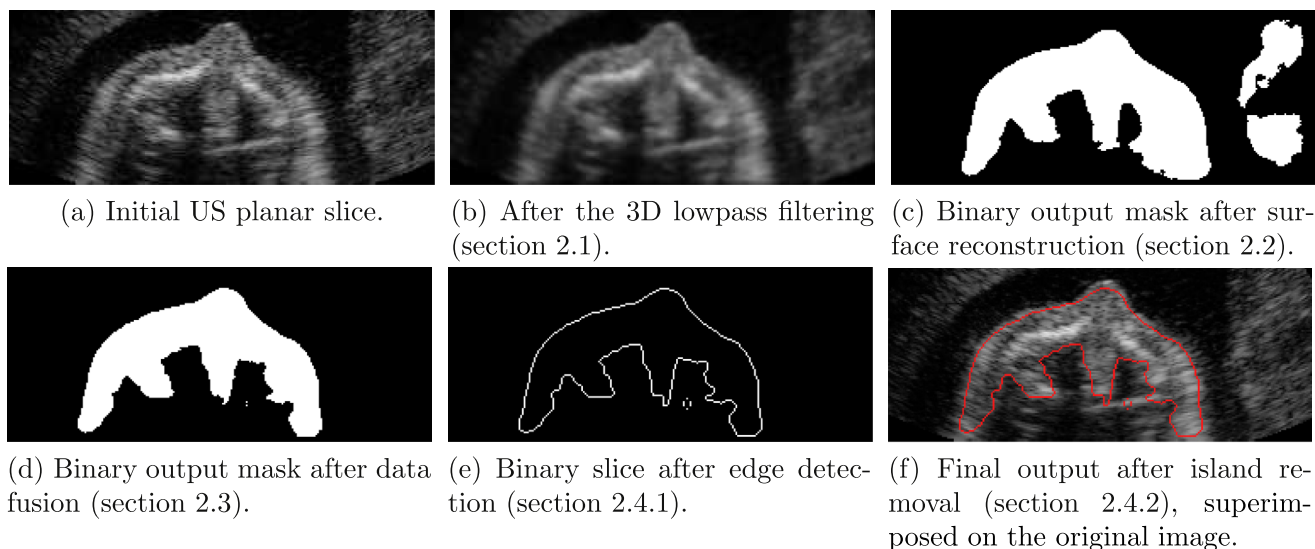 (a) Initial US planar slice.
(b) After the 3D lowpass filtering
(section 2.1).
(c) Binary output mask after sur-
face reconstruction (section 2.2).
(d) Binary output mask after data
fusion (section 2.3).
(e) Binary slice after edge detec-
tion (section 2.4.1).
(f) Final output after island re-
moval (section 2.4.2), superim-
posed on the original image.